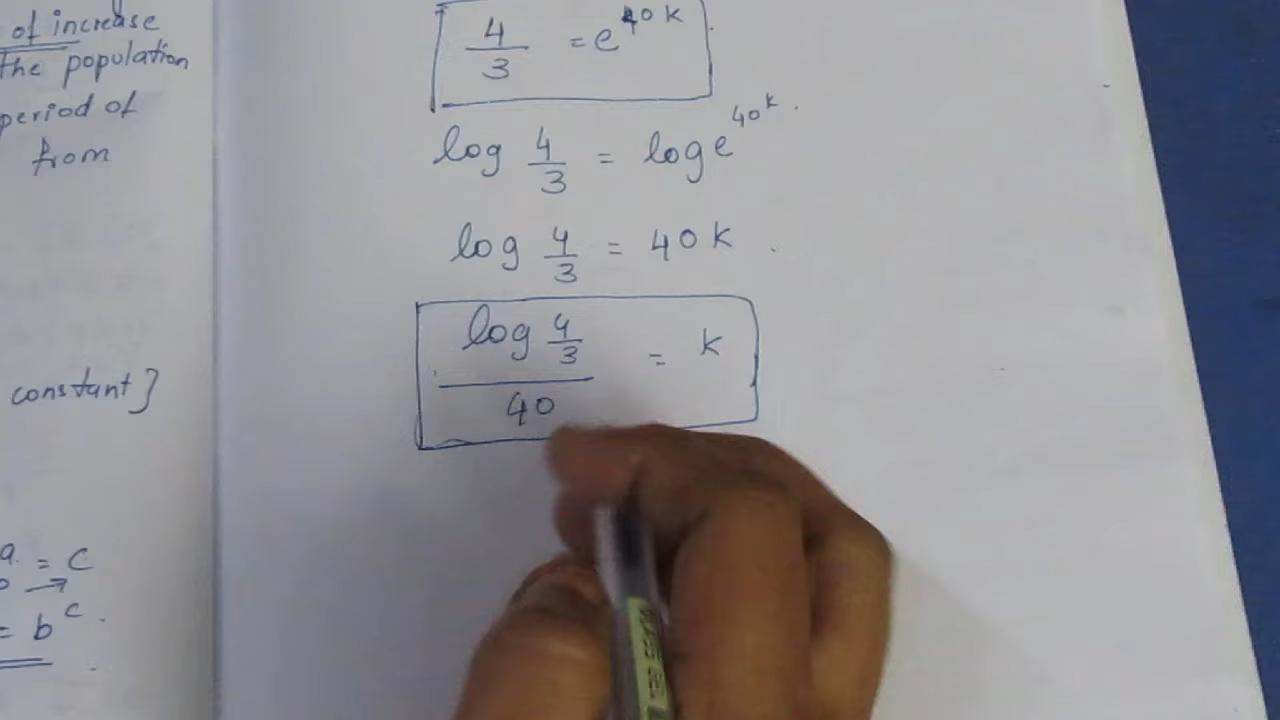 of increase
the population
period of
from
constant}
a = c
= b^c.
4/3 = e^40k
log 4/3 = log e^40k.
log 4/3 = 40k
log 4/3 / 40 = k